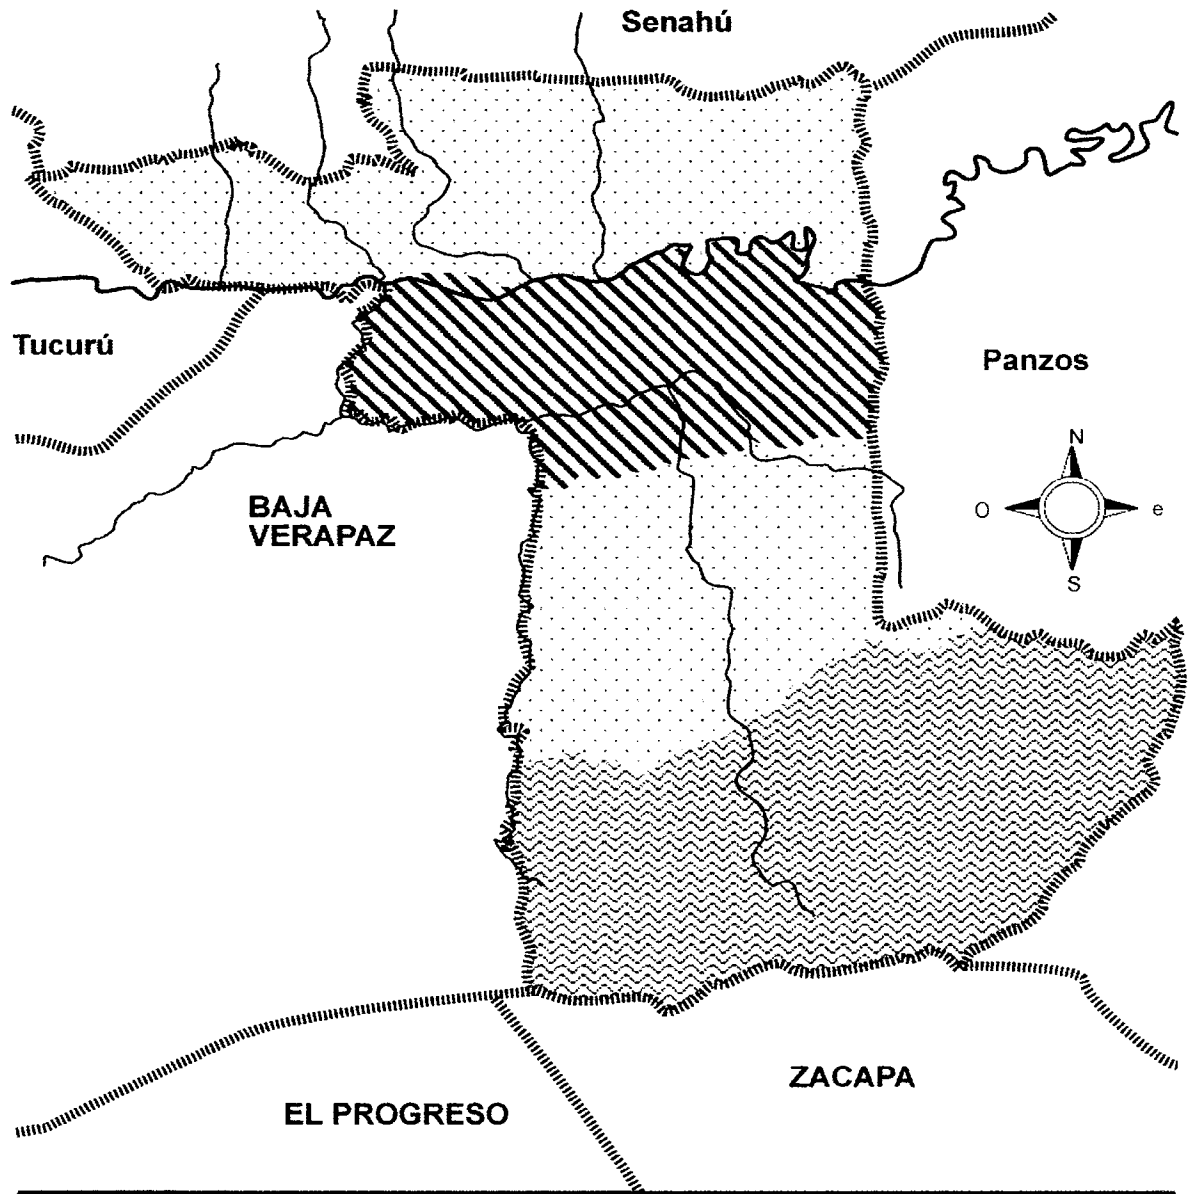 Senahú
Tucurú
Panzos
N
O
e
S
BAJA
VERAPAZ
ZACAPA
EL PROGRESO